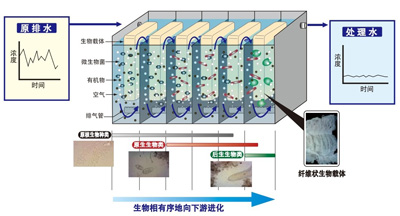 原排水
浓度
时间
生物载体
微生物菌
有机物
空气
排气管
处理水
浓度
时间
原核生物种类
原生生物类
后生生物类
纤维状生物载体
生物相有序地向下游进化